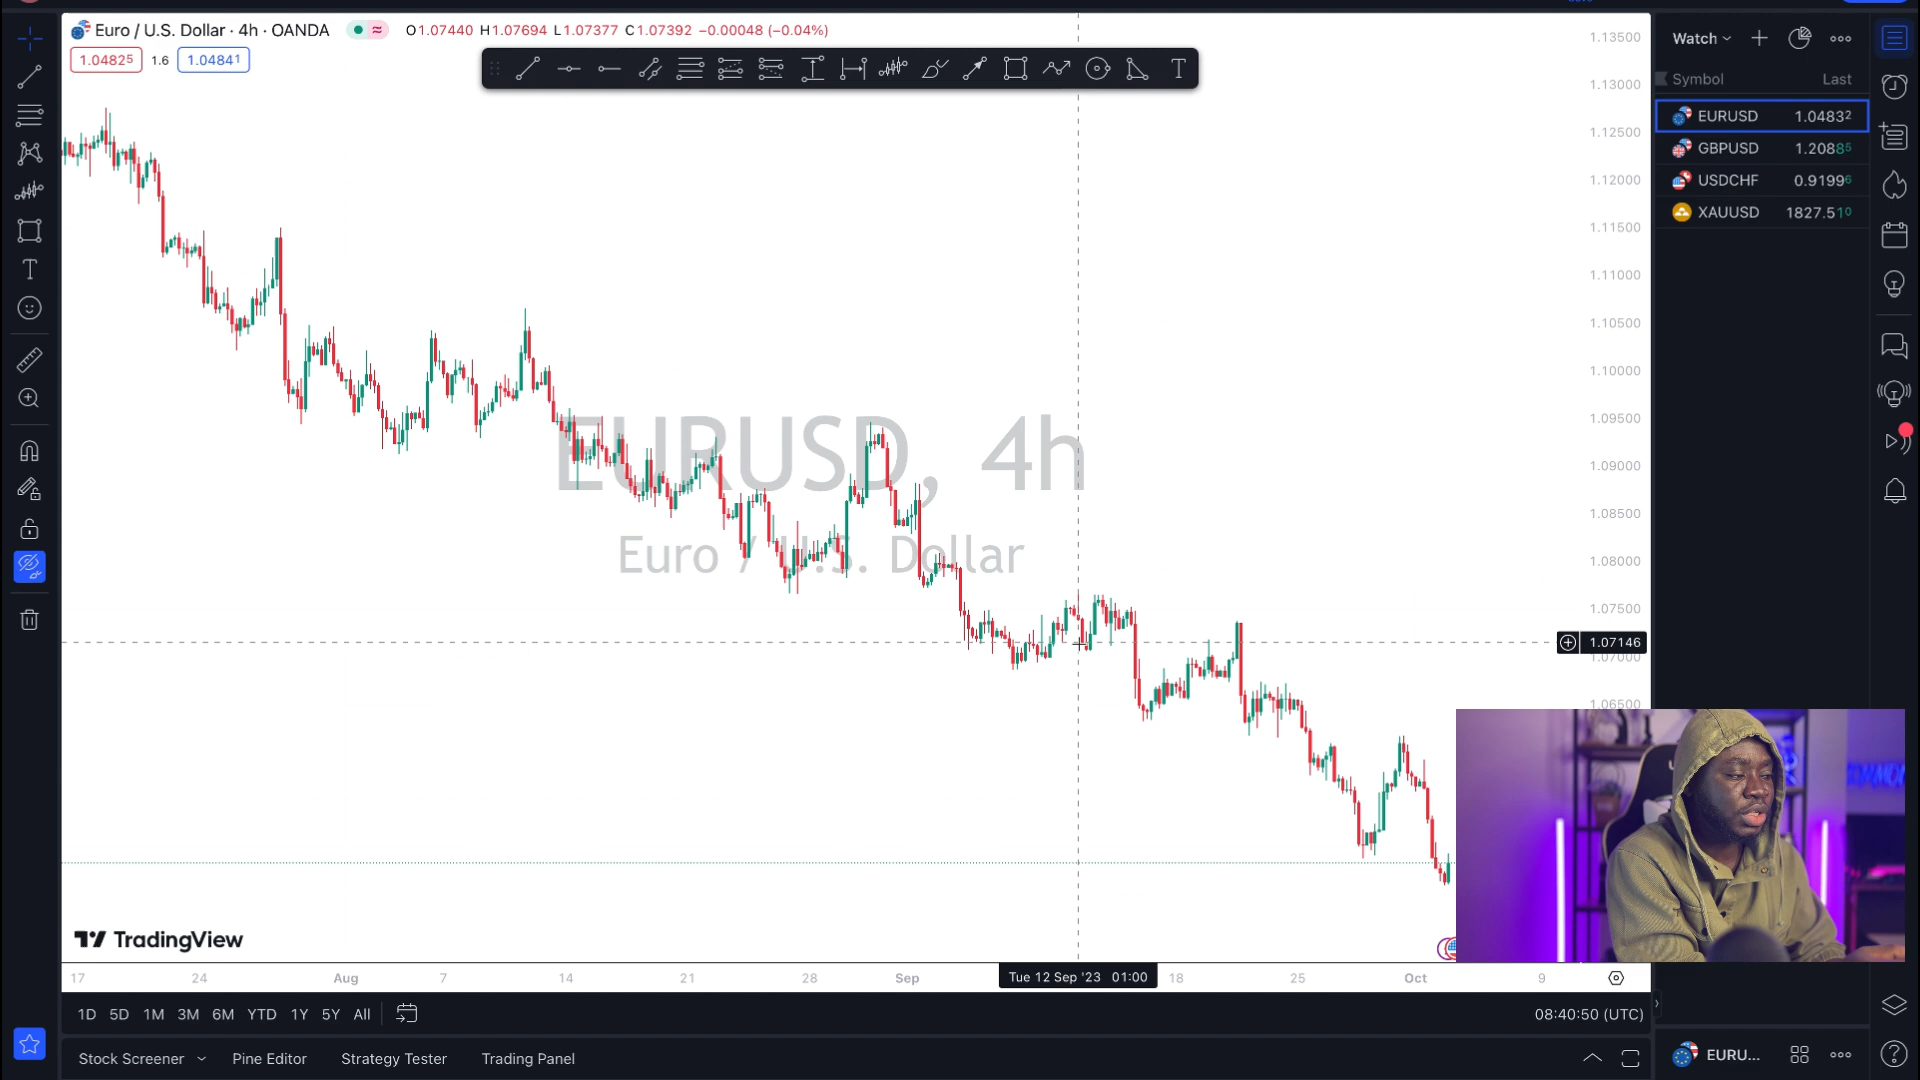 Euro / U.S. Dollar · 4h · OANDA
O1.07440 H1.07694 L1.07377 C1.07392 −0.00048 (−0.04%)
1.04825 1.6 1.04841
EURUSD, 4h
Euro / U.S. Dollar
1.13500
1.13000
1.12500
1.12000
1.11500
1.11000
1.10500
1.10000
1.09500
1.09000
1.08500
1.08000
1.07500
1.07146
1.07000
1.06500
TradingView
17 24 Aug 7 14 21 28 Sep Tue 12 Sep '23 01:00 18 25 Oct 9
1D 5D 1M 3M 6M YTD 1Y 5Y All
08:40:50 (UTC)
Stock Screener Pine Editor Strategy Tester Trading Panel
Watch
Symbol Last
EURUSD 1.04832
GBPUSD 1.20885
USDCHF 0.91996
XAUUSD 1827.510
EURU...